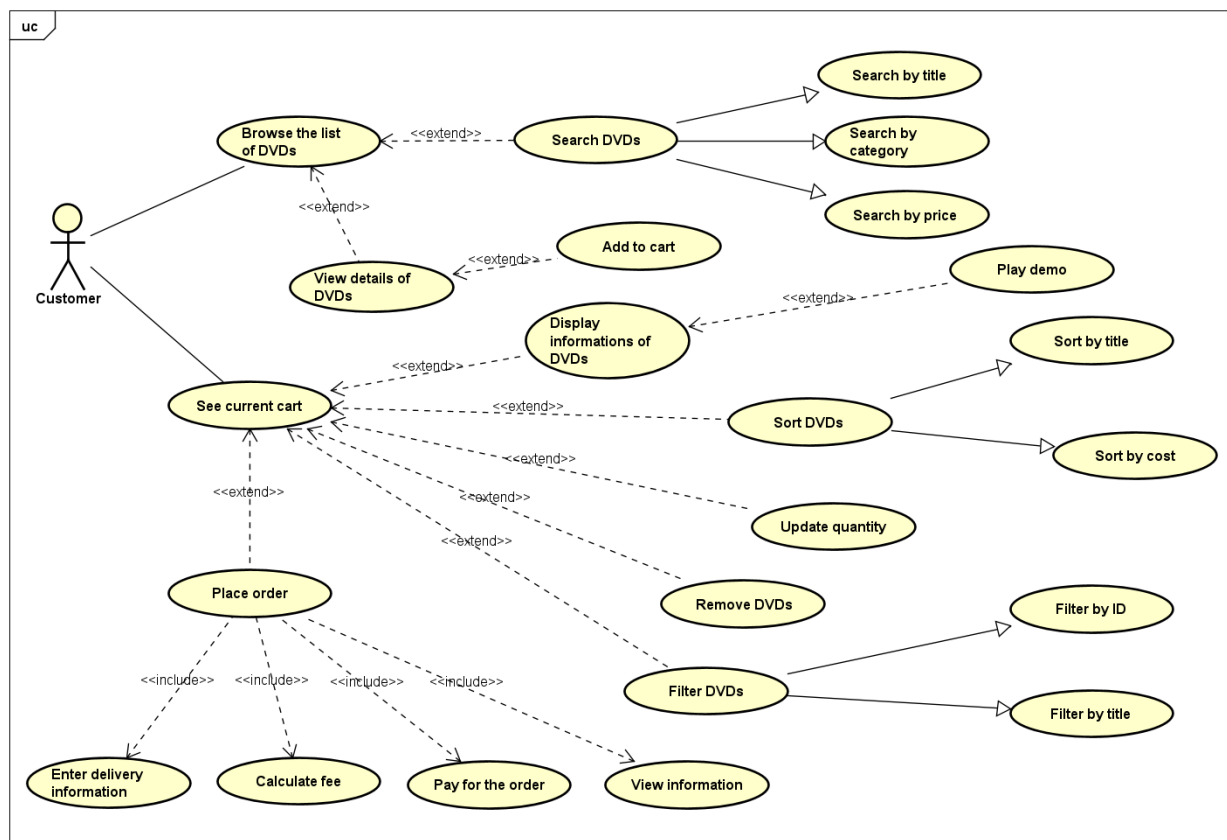 uc
Search by title
Browse the list
of DVDs
<<extend>>
Search DVDs
Search by
category
<<extend>>
Search by price
Add to cart
<<extend>>
View details of
DVDs
Play demo
<<extend>>
Customer
Display
informations of
DVDs
Sort by title
<<extend>>
See current cart
<<extend>>
Sort DVDs
Sort by cost
<<extend>>
<<extend>>
<<extend>>
Update quantity
<<extend>>
Place order
Remove DVDs
Filter by ID
<<include>>
<<include>>
<<include>>
<<include>>
Filter DVDs
Filter by title
Enter delivery
information
Calculate fee
Pay for the order
View information